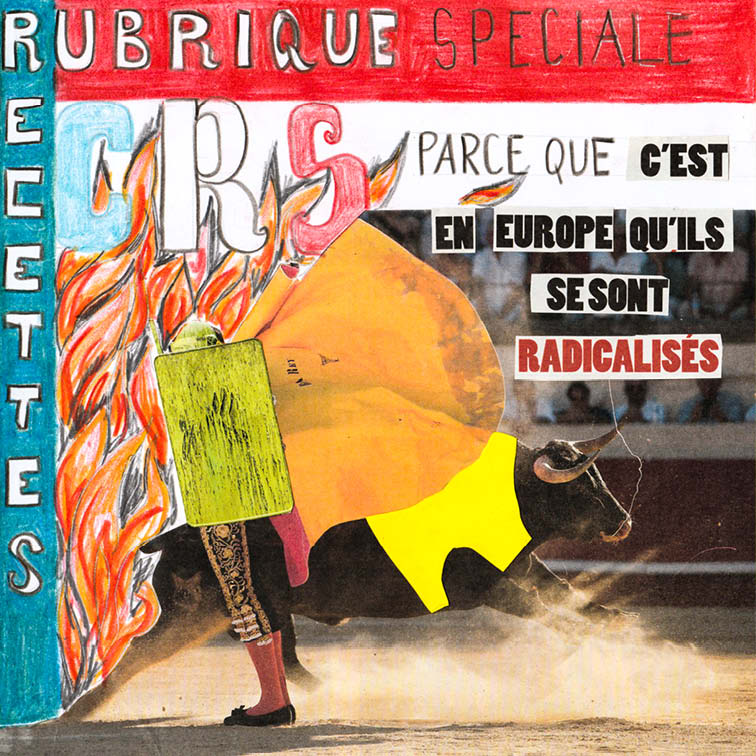 RUBRIQUE SPECIALE
RECETTES
CRS
PARCE QUE C'EST
EN EUROPE QU'ILS
SE SONT
RADICALISÉS